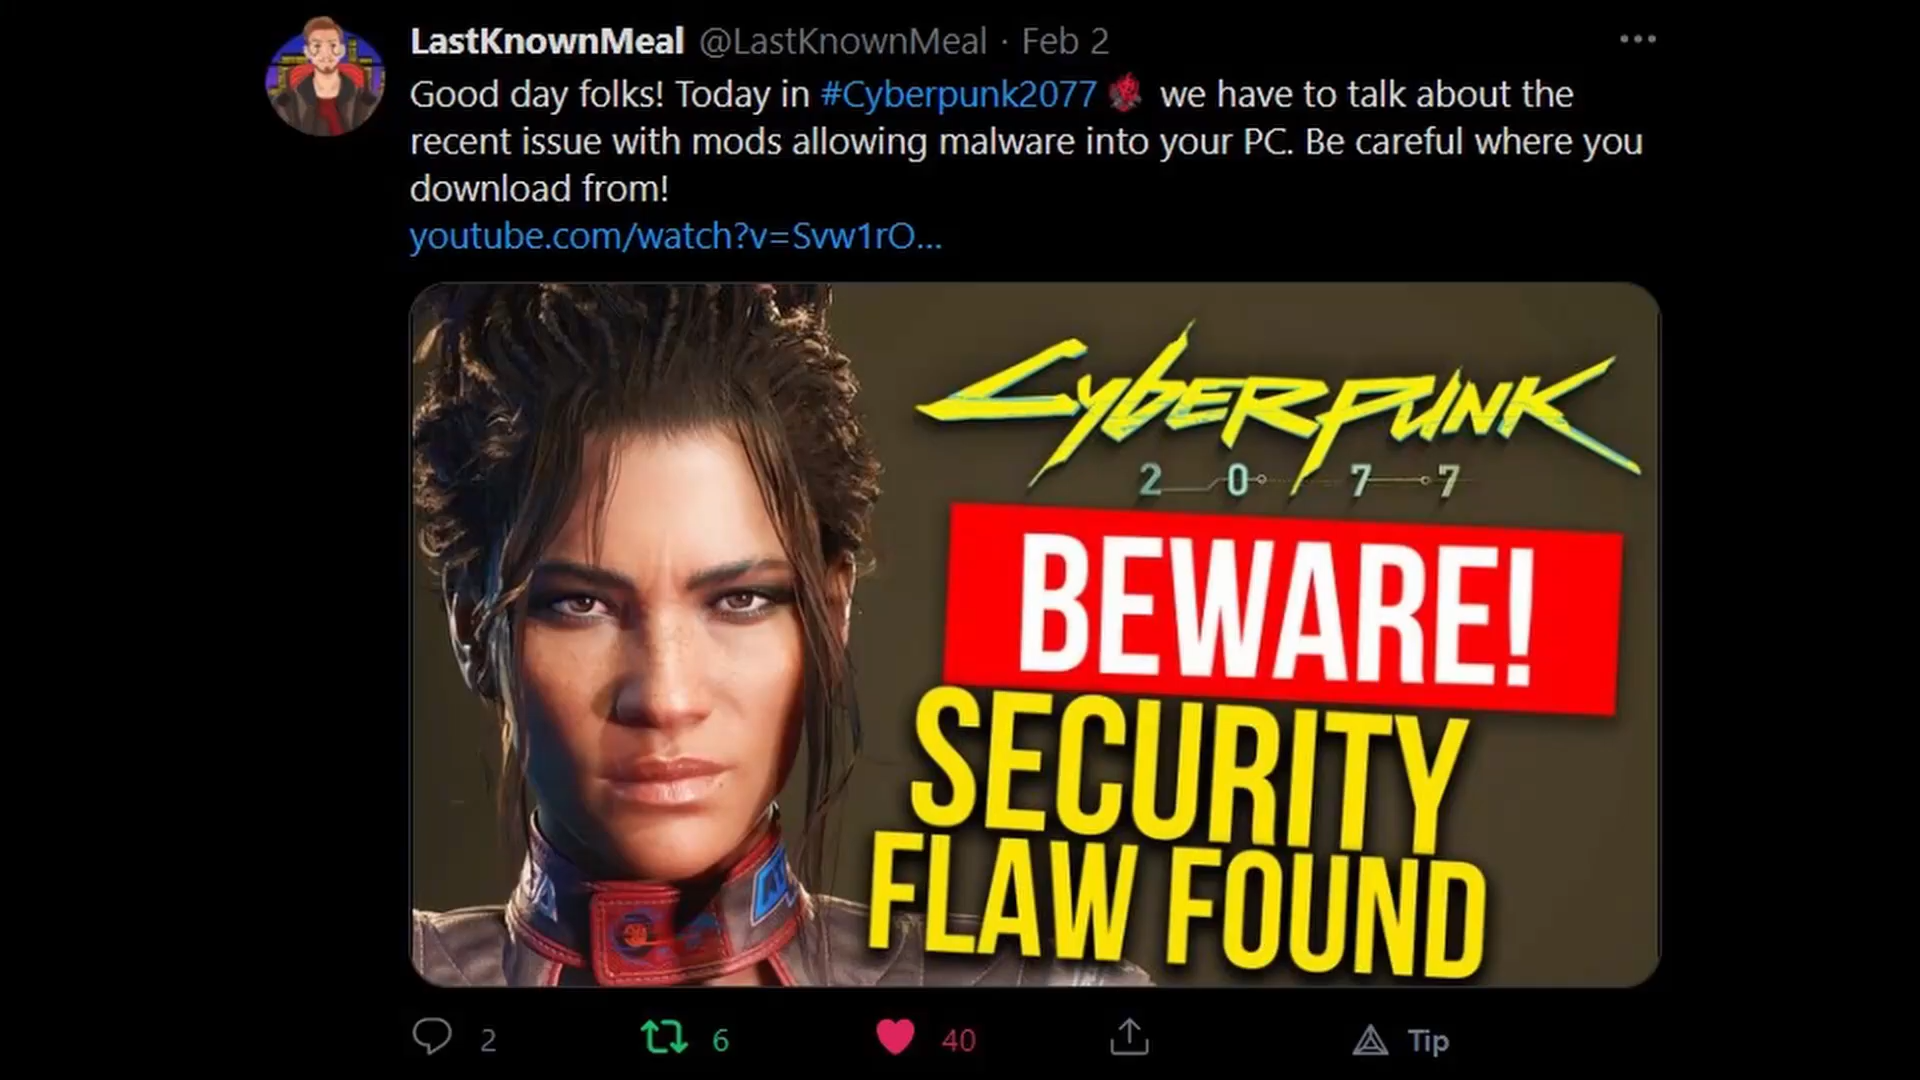 LastKnownMeal @LastKnownMeal · Feb 2
Good day folks! Today in #Cyberpunk2077 we have to talk about the
recent issue with mods allowing malware into your PC. Be careful where you
download from!
youtube.com/watch?v=Svw1rO...
CYBERPUNK
2077
BEWARE!
SECURITY
FLAW FOUND
2 6 40 Tip